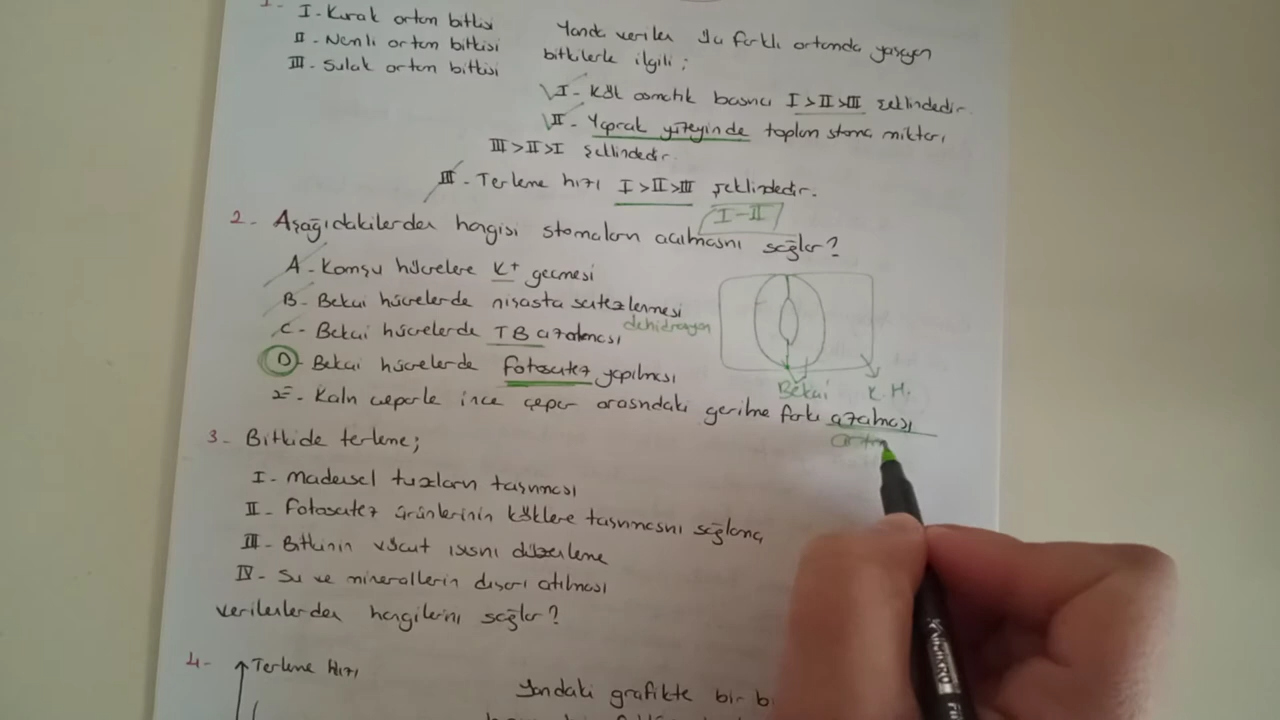 1-
I - Kurak ortam bitkisi
II - Nemli ortam bitkisi
III - Sulak ortam bitkisi
Yanda verilen üç farklı ortamda yaşayan
bitkilerle ilgili;
I - Kök osmotik basıncı I > II > III şeklindedir.
II - Yaprak yüzeyinde toplam stoma miktarı
III > II > I şeklindedir.
III - Terleme hızı I > II > III şeklindedir.
I - II
2- Aşağıdakilerden hangisi stomaların açılmasını sağlar?
A - Komşu hücrelere K+ geçmesi
B - Bekçi hücrelerde nişasta sentezlenmesi
C - Bekçi hücrelerde TB azalması
dehidrasyon
D - Bekçi hücrelerde fotosentez yapılması
E - Kalın çeperle ince çeper arasındaki gerilme farkı azalması
Bekçi
K.H.
3- Bitkide terleme;
I - madensel tuzların taşınması
II - Fotosentez ürünlerinin köklere taşınmasını sağlama
III - Bitkinin vücut ısısını düzenleme
IV - Su ve minerallerin dışarı atılması
verilenlerden hangilerini sağlar?
4-
Terleme hızı
Yandaki grafikte bir